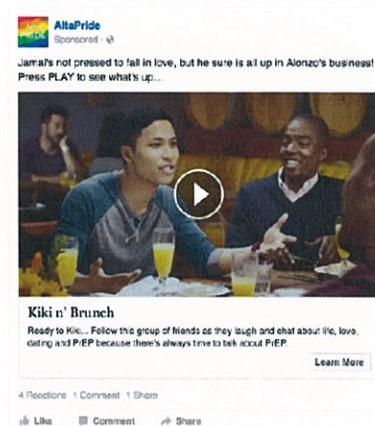 AltaPride
Sponsored ·
Jamal's not pressed to fall in love, but he sure is all up in Alonzo's business!
Press PLAY to see what's up...
Kiki n' Brunch
Ready to Kiki... Follow this group of friends as they laugh and chat about life, love,
dating and PrEP because there's always time to talk about PrEP.
Learn More
4 Reactions 1 Comment 1 Share
Like Comment Share